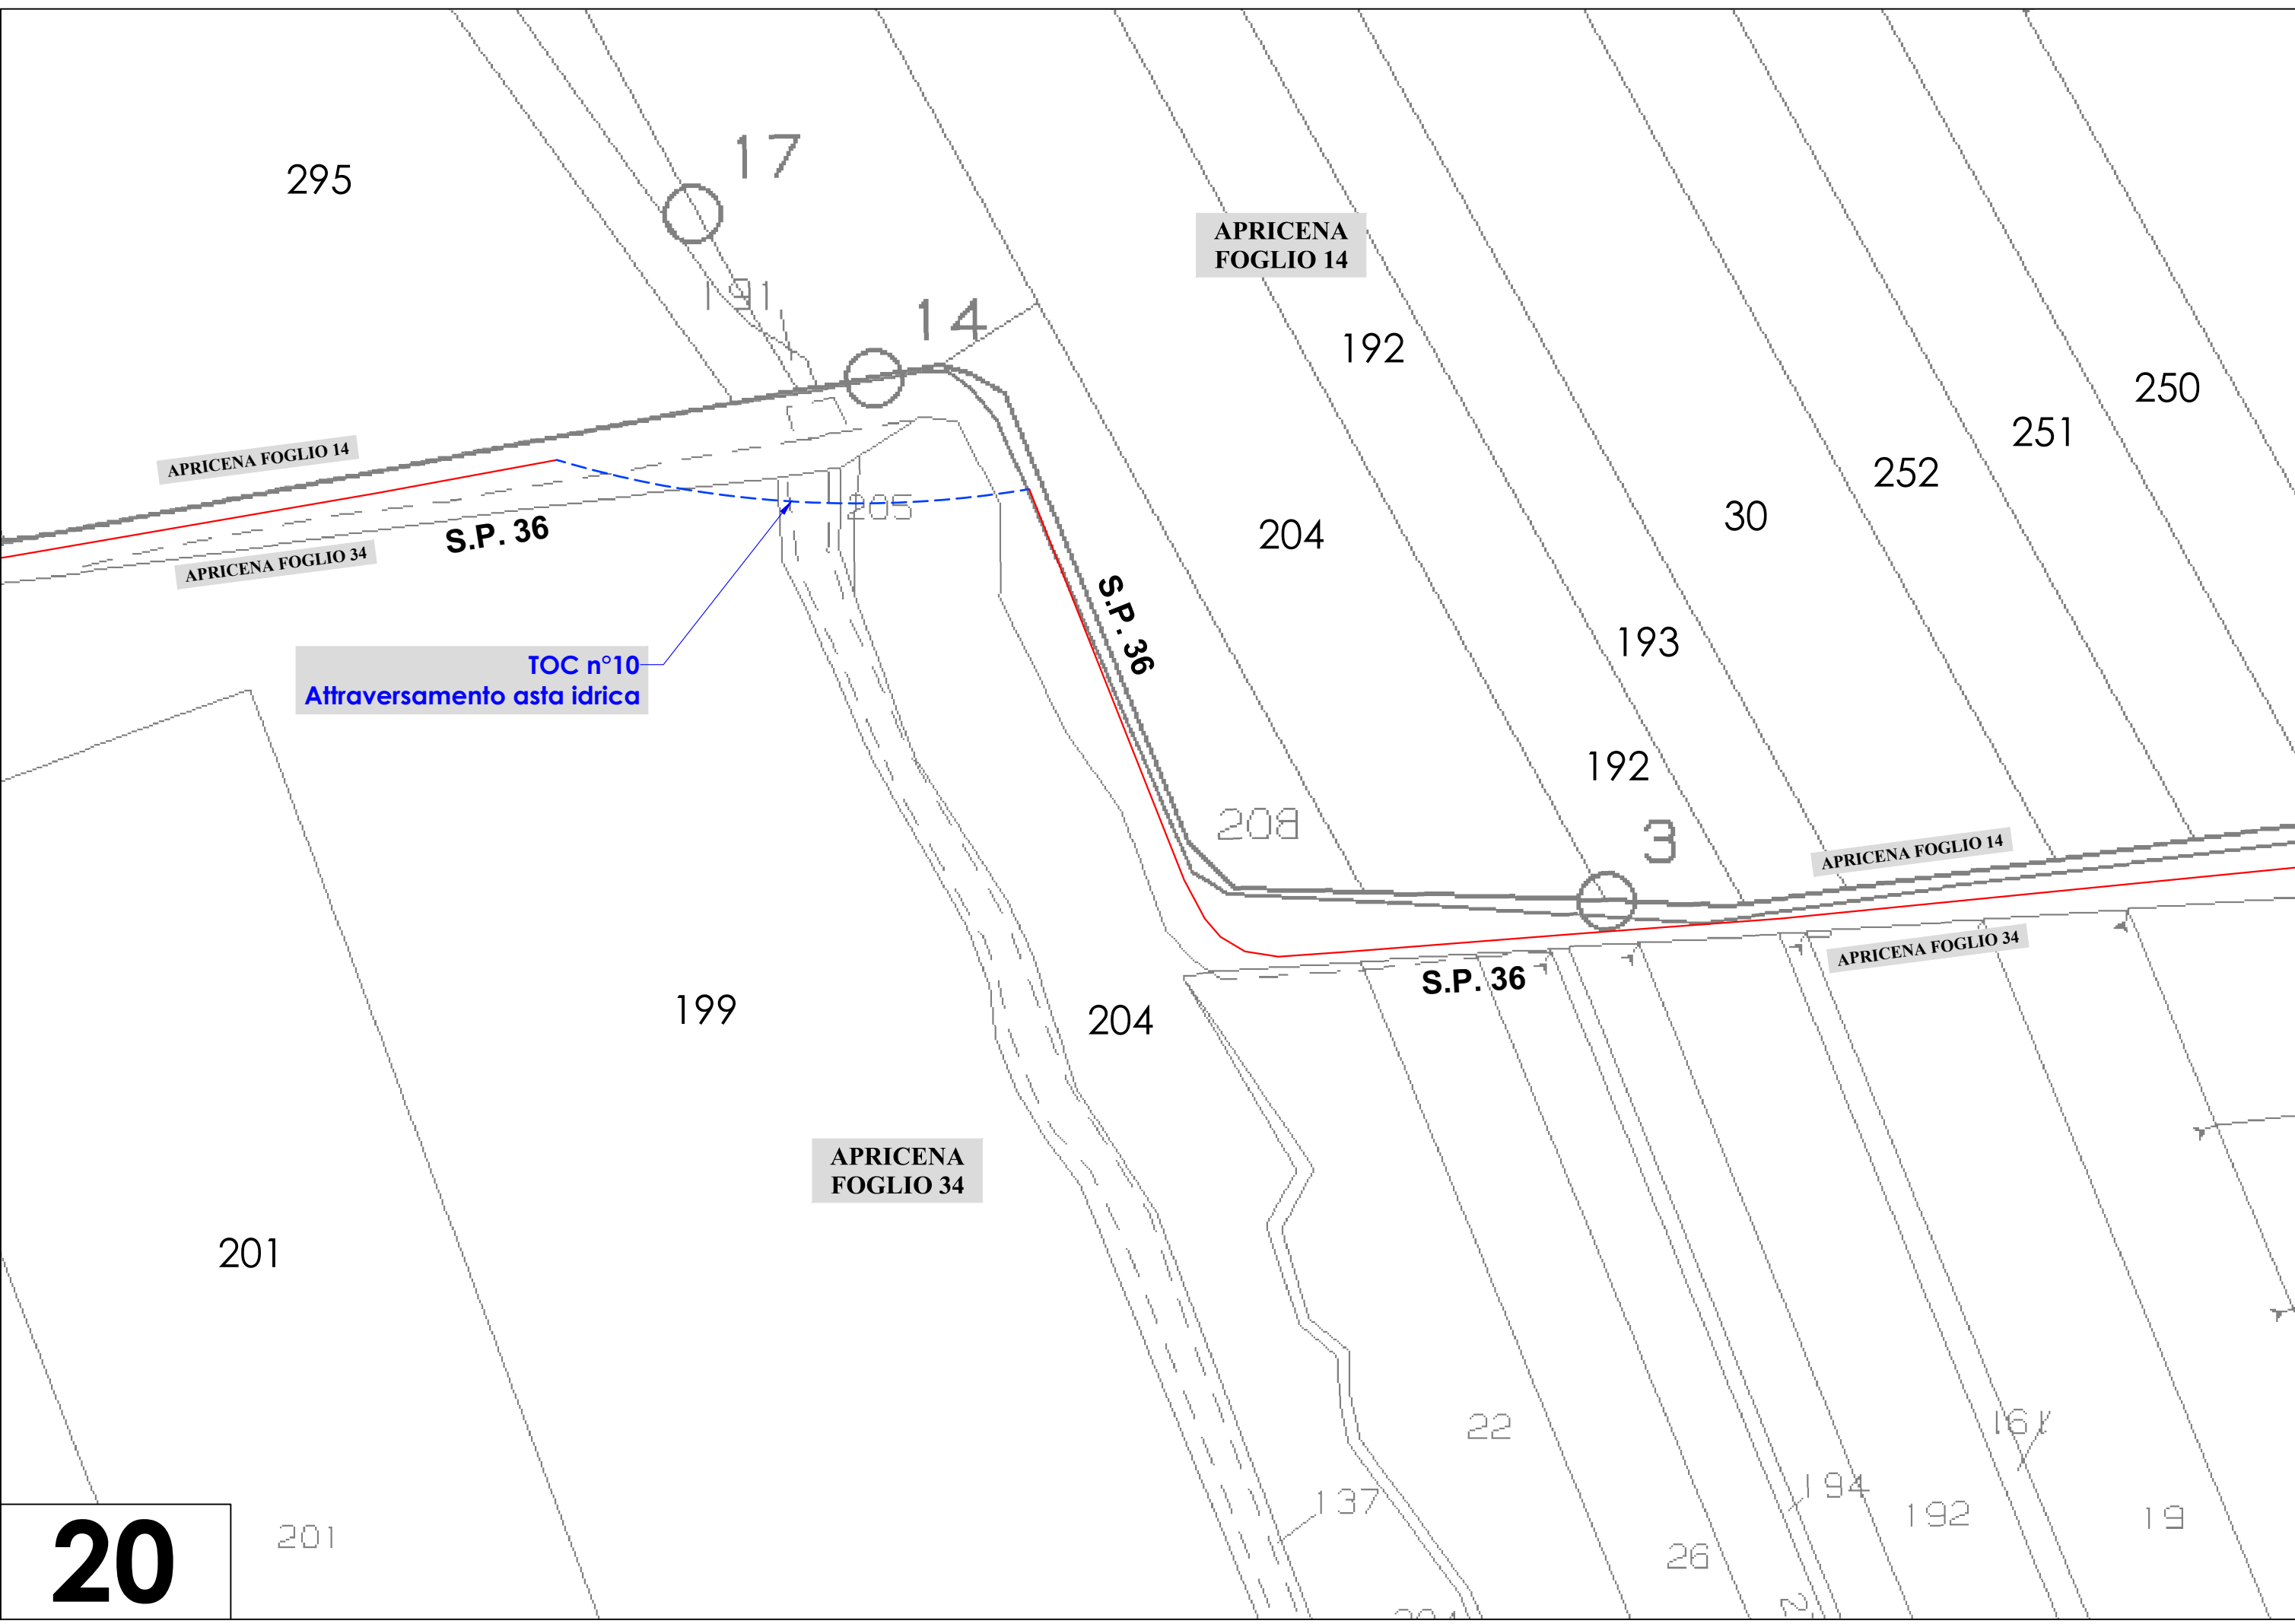 17
295
APRICENA
FOGLIO 14
191
14
192
250
251
APRICENA FOGLIO 14
252
205
30
S.P. 36
204
APRICENA FOGLIO 34
S.P. 36
193
TOC n°10
Attraversamento asta idrica
192
208
3
APRICENA FOGLIO 14
APRICENA FOGLIO 34
S.P. 36
199
204
APRICENA
FOGLIO 34
201
22
161
194
137
192
19
201
26
20